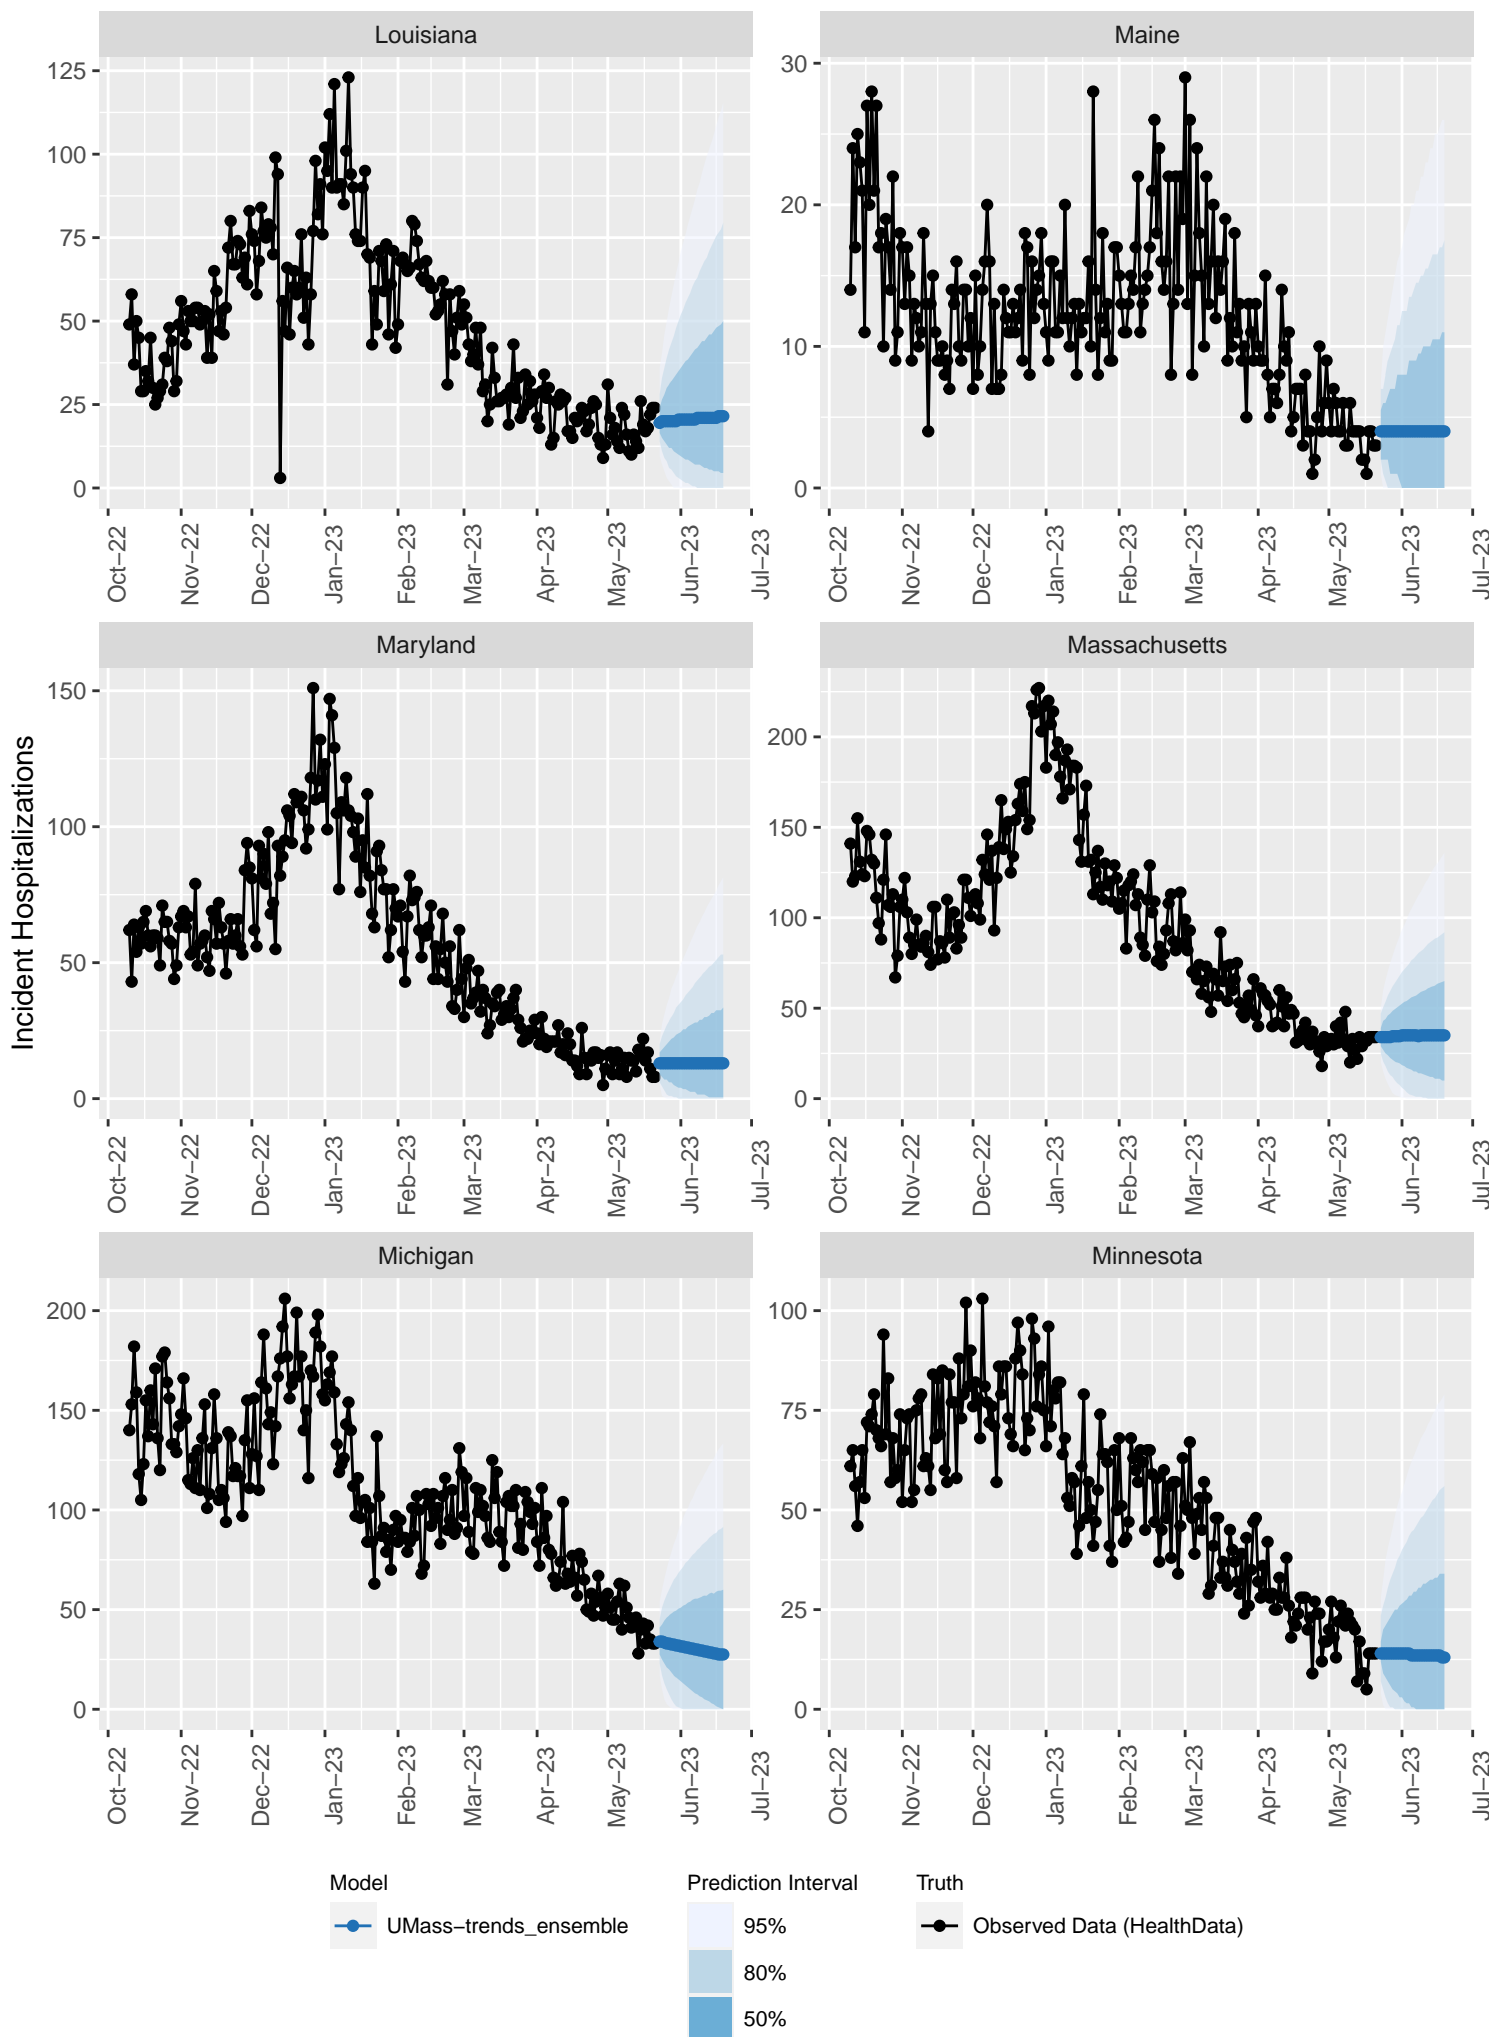 Louisiana Maine
125
100
75
50
25
0
30
20
10
0
Oct−22 Nov−22 Dec−22 Jan−23 Feb−23 Mar−23 Apr−23 May−23 Jun−23 Jul−23
Oct−22 Nov−22 Dec−22 Jan−23 Feb−23 Mar−23 Apr−23 May−23 Jun−23 Jul−23
Incident Hospitalizations
Maryland Massachusetts
150
100
50
0
200
150
100
50
0
Oct−22 Nov−22 Dec−22 Jan−23 Feb−23 Mar−23 Apr−23 May−23 Jun−23 Jul−23
Oct−22 Nov−22 Dec−22 Jan−23 Feb−23 Mar−23 Apr−23 May−23 Jun−23 Jul−23
Michigan Minnesota
200
150
100
50
0
100
75
50
25
0
Oct−22 Nov−22 Dec−22 Jan−23 Feb−23 Mar−23 Apr−23 May−23 Jun−23 Jul−23
Oct−22 Nov−22 Dec−22 Jan−23 Feb−23 Mar−23 Apr−23 May−23 Jun−23 Jul−23
Model
UMass−trends_ensemble
Prediction Interval
95%
80%
50%
Truth
Observed Data (HealthData)